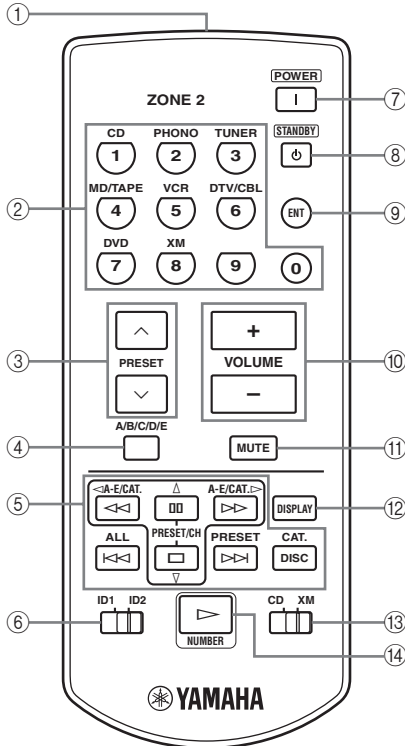 ①
POWER
ZONE 2
I
⑦
CD PHONO TUNER
STANDBY
1 2 3
⑧
MD/TAPE VCR DTV/CBL
②
4 5 6
ENT
⑨
DVD XM
7 8 9 0
③
PRESET
+
VOLUME
−
⑩
A/B/C/D/E
④
MUTE
⑪
⑤
A-E/CAT. A-E/CAT.
DISPLAY
⑫
PRESET/CH
ALL PRESET CAT.
DISC
ID1 ID2
CD XM
⑥
⑬
NUMBER
⑭
YAMAHA